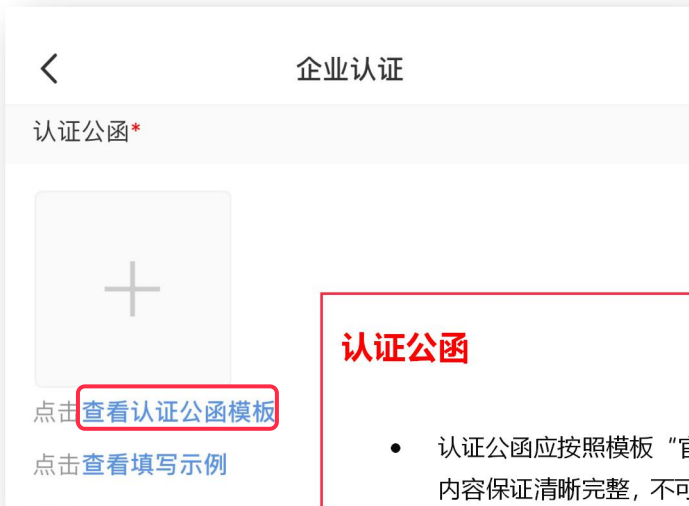 企业认证
认证公函*
点击查看认证公函模板
点击查看填写示例
认证公函
认证公函应按照模板“官
内容保证清晰完整，不可